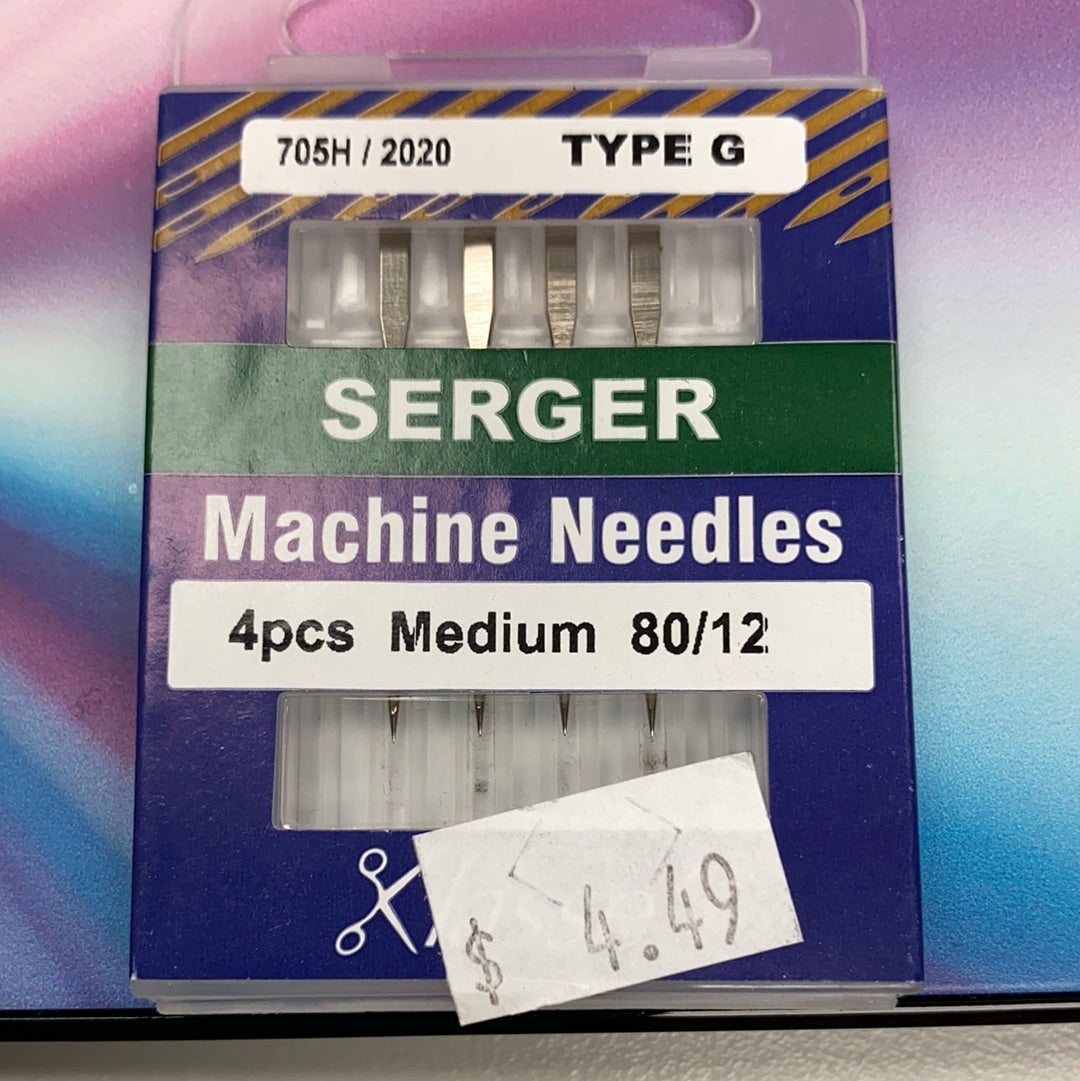 705H / 2020 TYPE G
SERGER
Machine Needles
4pcs Medium 80/12
$ 4.49